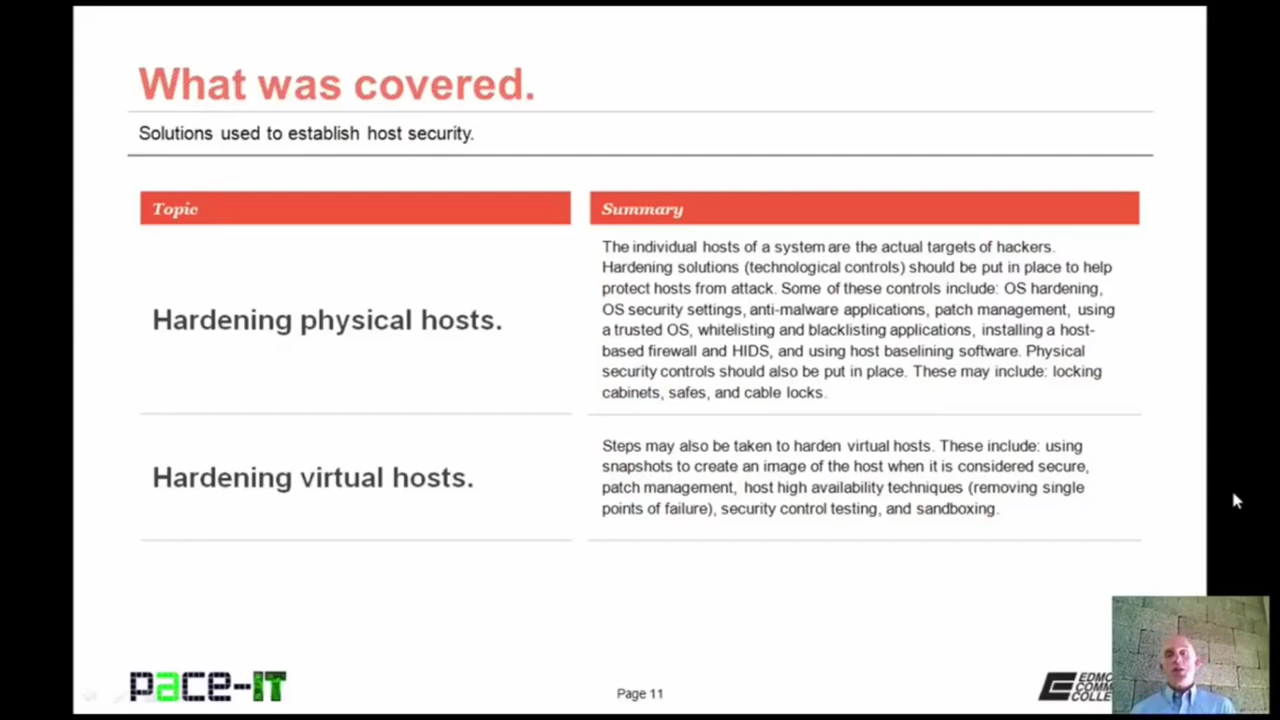 What was covered.
Solutions used to establish host security.
Topic
Summary
Hardening physical hosts.
The individual hosts of a system are the actual targets of hackers.
Hardening solutions (technological controls) should be put in place to help
protect hosts from attack. Some of these controls include: OS hardening,
OS security settings, anti-malware applications, patch management, using
a trusted OS, whitelisting and blacklisting applications, installing a host-
based firewall and HIDS, and using host baselining software. Physical
security controls should also be put in place. These may include: locking
cabinets, safes, and cable locks.
Hardening virtual hosts.
Steps may also be taken to harden virtual hosts. These include: using
snapshots to create an image of the host when it is considered secure,
patch management, host high availability techniques (removing single
points of failure), security control testing, and sandboxing.
pace-IT
Page 11